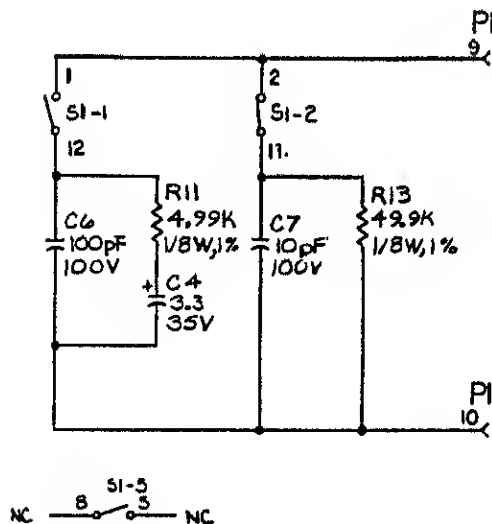 P1
9
1
S1-1
12
2
S1-2
11.
C6
100pF
100V
R11
4.99K
1/8W,1%
+ C4
3.3
35V
C7
10pF
100V
R13
49.9K
1/8W,1%
P1
10
S1-5
NC 8 5 NC